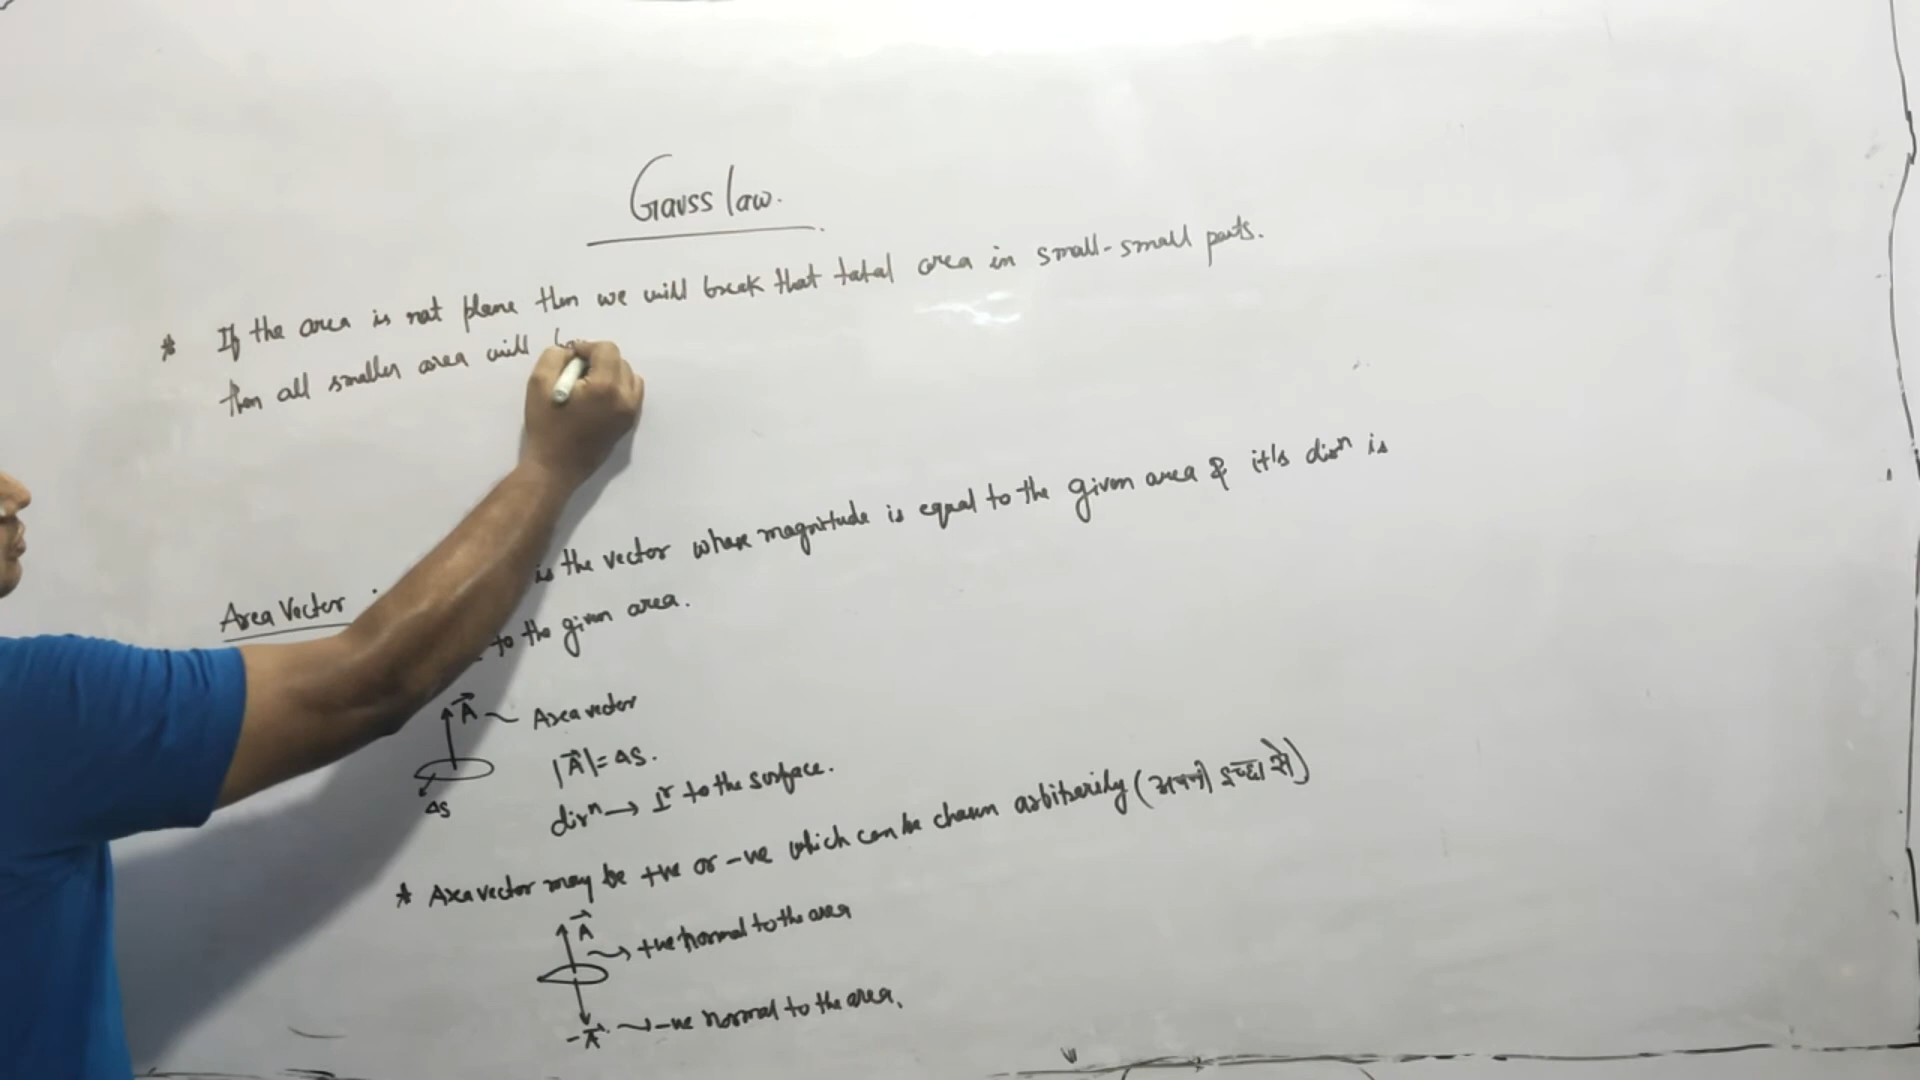 Gauss law.
* If the area is not plane then we will break that total area in small-small parts.
then all smaller area will
Area Vector : is the vector whose magnitude is equal to the given area & it's dirⁿ is
to the given area.
A⃗ ~ Area vector
|A⃗| = ΔS.
ΔS
dirⁿ → ⊥ʳ to the surface.
* Area vector may be +ve or -ve which can be chosen arbitrarily (अपनी इच्छा से)
A⃗
→ +ve normal to the area
-A⃗ → -ve normal to the area.